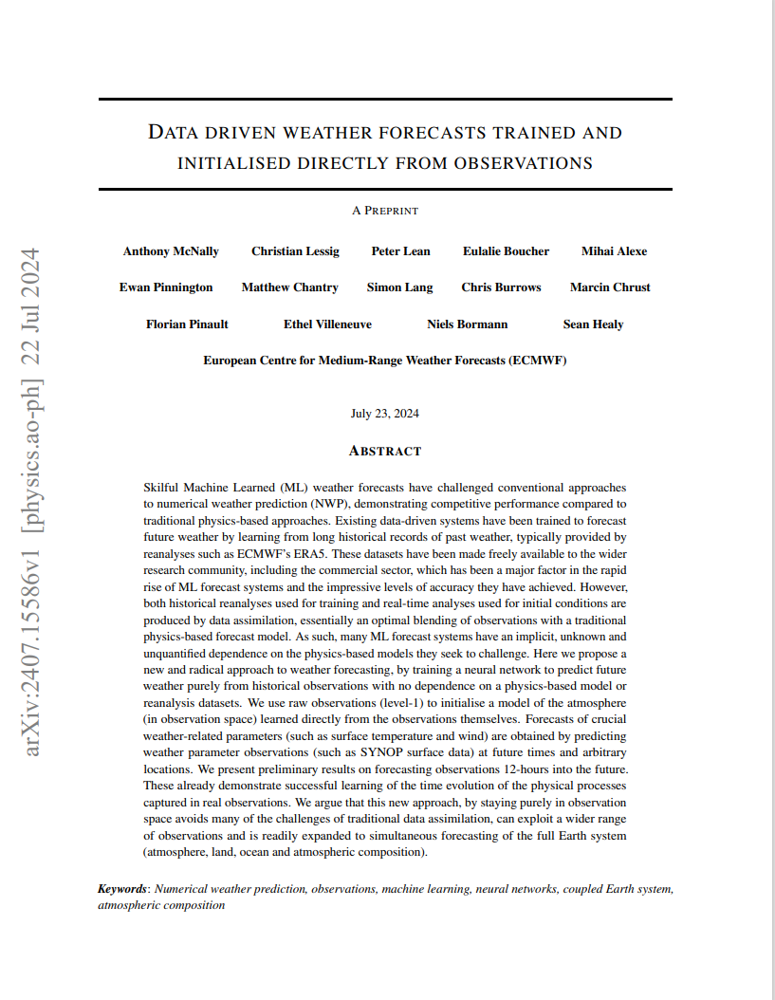 DATA DRIVEN WEATHER FORECASTS TRAINED AND
INITIALISED DIRECTLY FROM OBSERVATIONS
A PREPRINT
Anthony McNally Christian Lessig Peter Lean Eulalie Boucher Mihai Alexe
Ewan Pinnington Matthew Chantry Simon Lang Chris Burrows Marcin Chrust
Florian Pinault Ethel Villeneuve Niels Bormann Sean Healy
European Centre for Medium-Range Weather Forecasts (ECMWF)
July 23, 2024
ABSTRACT
Skilful Machine Learned (ML) weather forecasts have challenged conventional approaches
to numerical weather prediction (NWP), demonstrating competitive performance compared to
traditional physics-based approaches. Existing data-driven systems have been trained to forecast
future weather by learning from long historical records of past weather, typically provided by
reanalyses such as ECMWF's ERA5. These datasets have been made freely available to the wider
research community, including the commercial sector, which has been a major factor in the rapid
rise of ML forecast systems and the impressive levels of accuracy they have achieved. However,
both historical reanalyses used for training and real-time analyses used for initial conditions are
produced by data assimilation, essentially an optimal blending of observations with a traditional
physics-based forecast model. As such, many ML forecast systems have an implicit, unknown and
unquantified dependence on the physics-based models they seek to challenge. Here we propose a
new and radical approach to weather forecasting, by training a neural network to predict future
weather purely from historical observations with no dependence on a physics-based model or
reanalysis datasets. We use raw observations (level-1) to initialise a model of the atmosphere
(in observation space) learned directly from the observations themselves. Forecasts of crucial
weather-related parameters (such as surface temperature and wind) are obtained by predicting
weather parameter observations (such as SYNOP surface data) at future times and arbitrary
locations. We present preliminary results on forecasting observations 12-hours into the future.
These already demonstrate successful learning of the time evolution of the physical processes
captured in real observations. We argue that this new approach, by staying purely in observation
space avoids many of the challenges of traditional data assimilation, can exploit a wider range
of observations and is readily expanded to simultaneous forecasting of the full Earth system
(atmosphere, land, ocean and atmospheric composition).
Keywords: Numerical weather prediction, observations, machine learning, neural networks, coupled Earth system,
atmospheric composition
arXiv:2407.15586v1 [physics.ao-ph] 22 Jul 2024